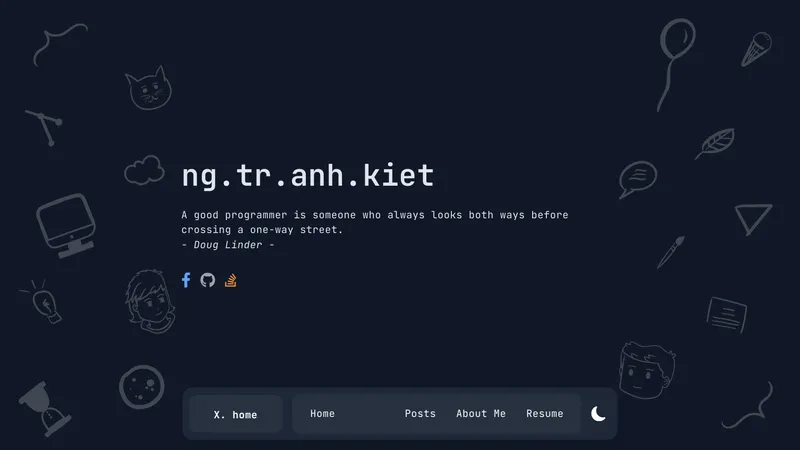 ng.tr.anh.kiet
A good programmer is someone who always looks both ways before
crossing a one-way street.
- Doug Linder -
X. home
Home Posts About Me Resume